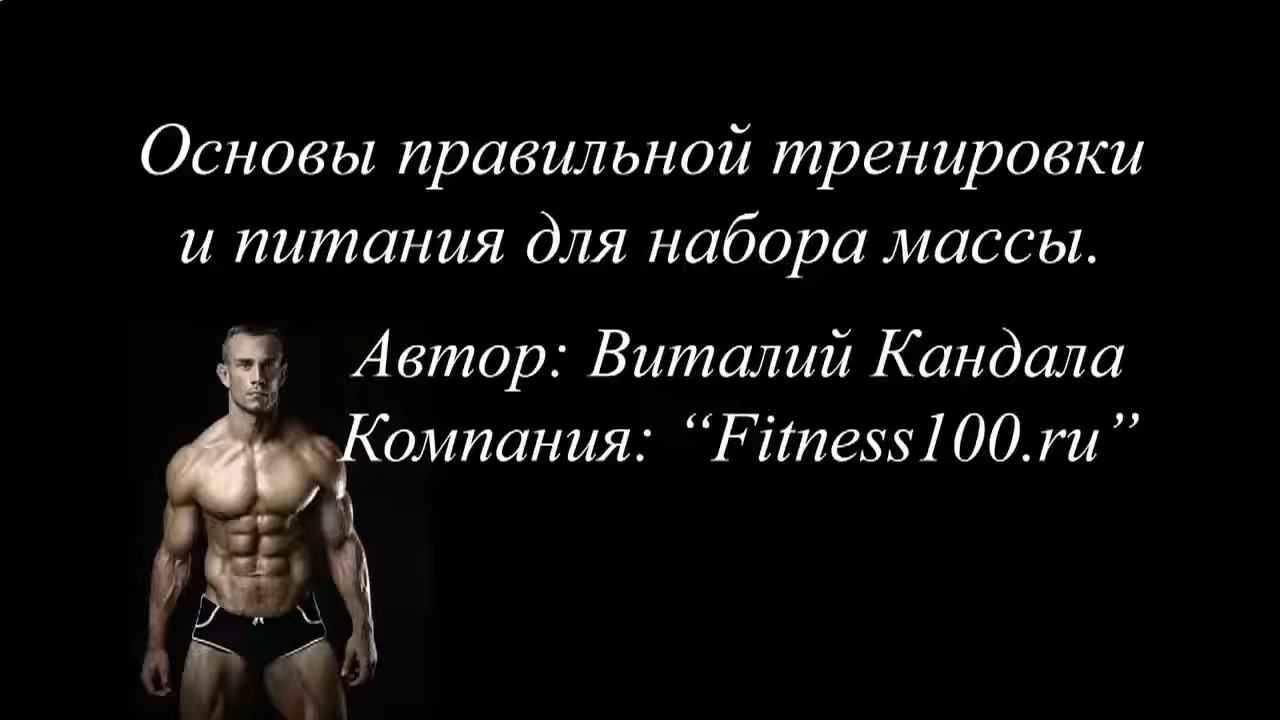 Основы правильной тренировки
и питания для набора массы.
Автор: Виталий Кандала
Компания: “Fitness100.ru”